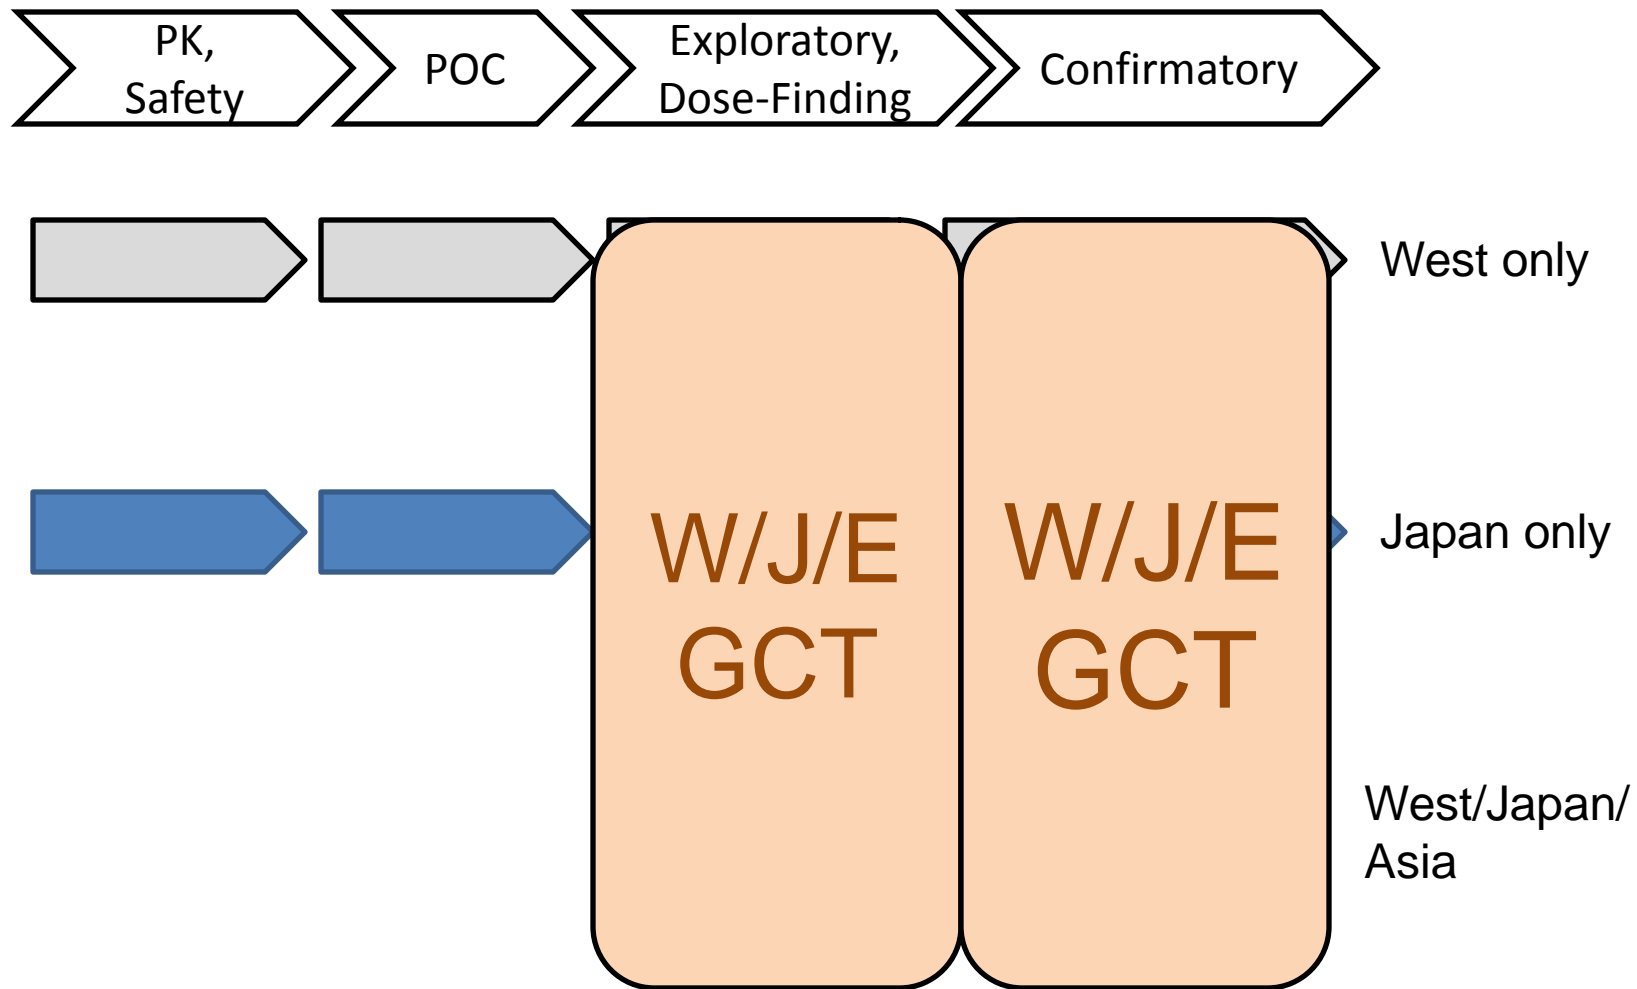 PK,
Safety
POC
Exploratory,
Dose-Finding
Confirmatory
West only
Japan only
W/J/E
GCT
W/J/E
GCT
West/Japan/
Asia